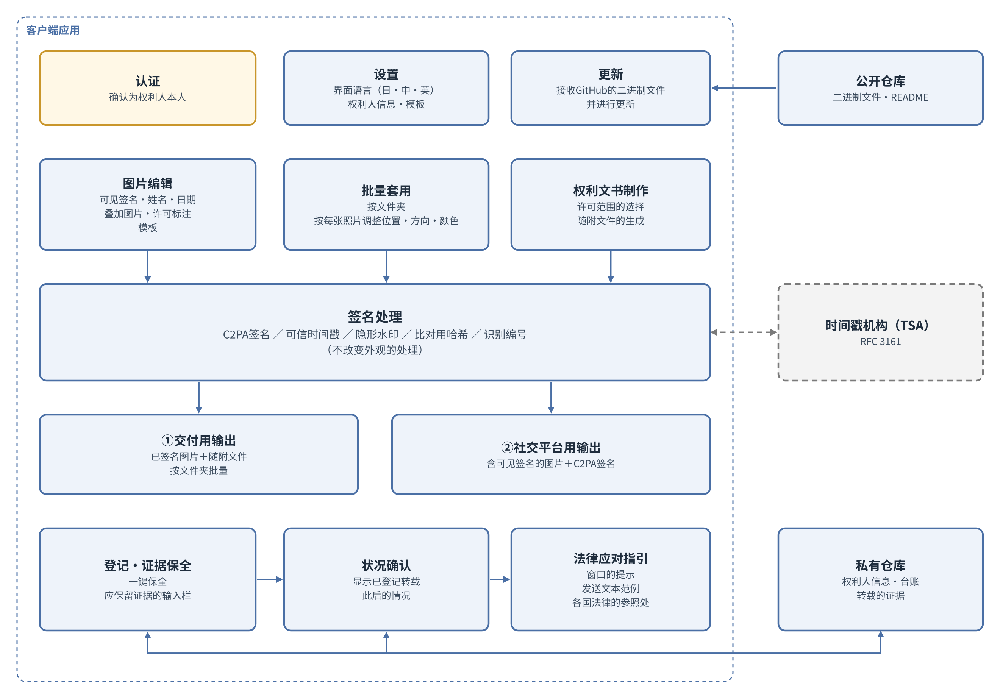 客户端应用
认证
确认为权利人本人
设置
界面语言（日・中・英）
权利人信息・模板
更新
接收GitHub的二进制文件
并进行更新
公开仓库
二进制文件・README
图片编辑
可见签名・姓名・日期
叠加图片・许可标注
模板
批量套用
按文件夹
按每张照片调整位置・方向・颜色
权利文书制作
许可范围的选择
随附文件的生成
签名处理
C2PA签名 ／ 可信时间戳 ／ 隐形水印 ／ 比对用哈希 ／ 识别编号
（不改变外观的处理）
时间戳机构（TSA）
RFC 3161
①交付用输出
已签名图片＋随附文件
按文件夹批量
②社交平台用输出
含可见签名的图片＋C2PA签名
登记・证据保全
一键保全
应保留证据的输入栏
状况确认
显示已登记转载
此后的情况
法律应对指引
窗口的提示
发送文本范例
各国法律的参照处
私有仓库
权利人信息・台账
转载的证据